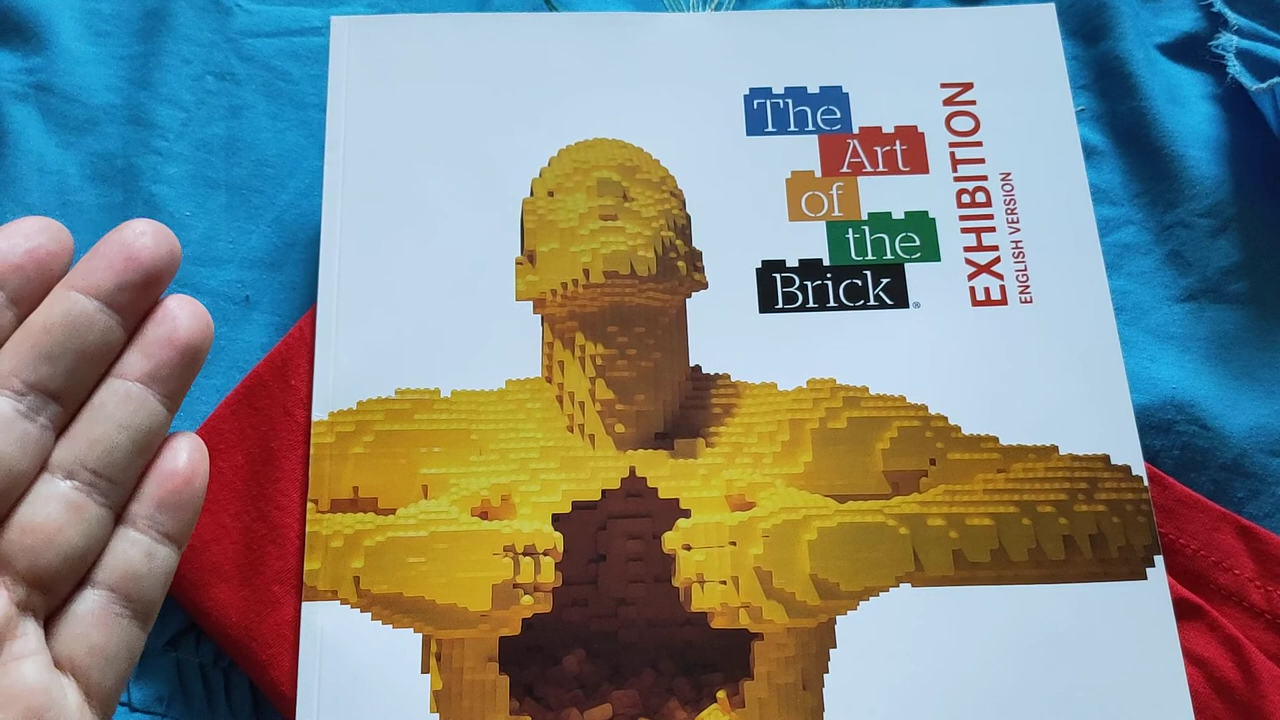 The
Art
of
the
Brick®
EXHIBITION
ENGLISH VERSION